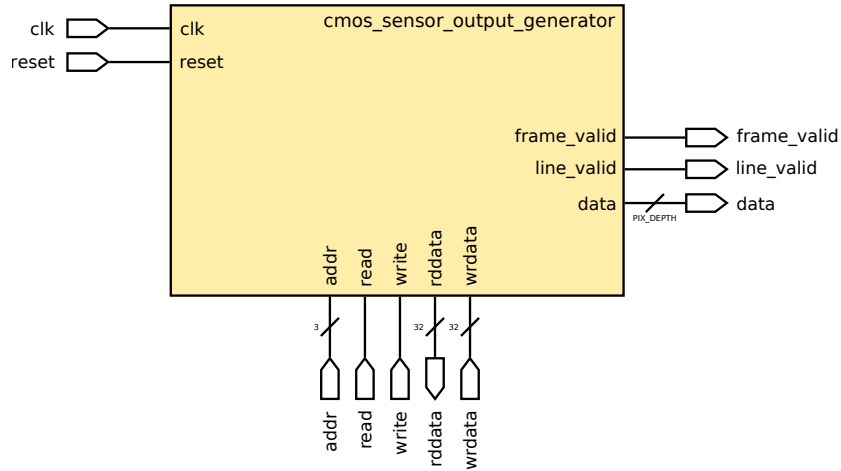 cmos_sensor_output_generator
clk clk
reset reset
frame_valid frame_valid
line_valid line_valid
data data
PIX_DEPTH
addr read write rddata wrdata
3 32 32
addr read write rddata wrdata